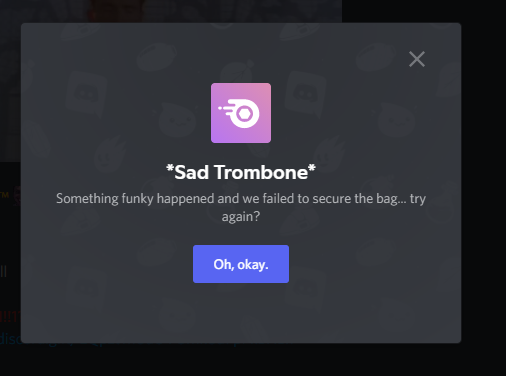 *Sad Trombone*
Something funky happened and we failed to secure the bag... try
again?
Oh, okay.